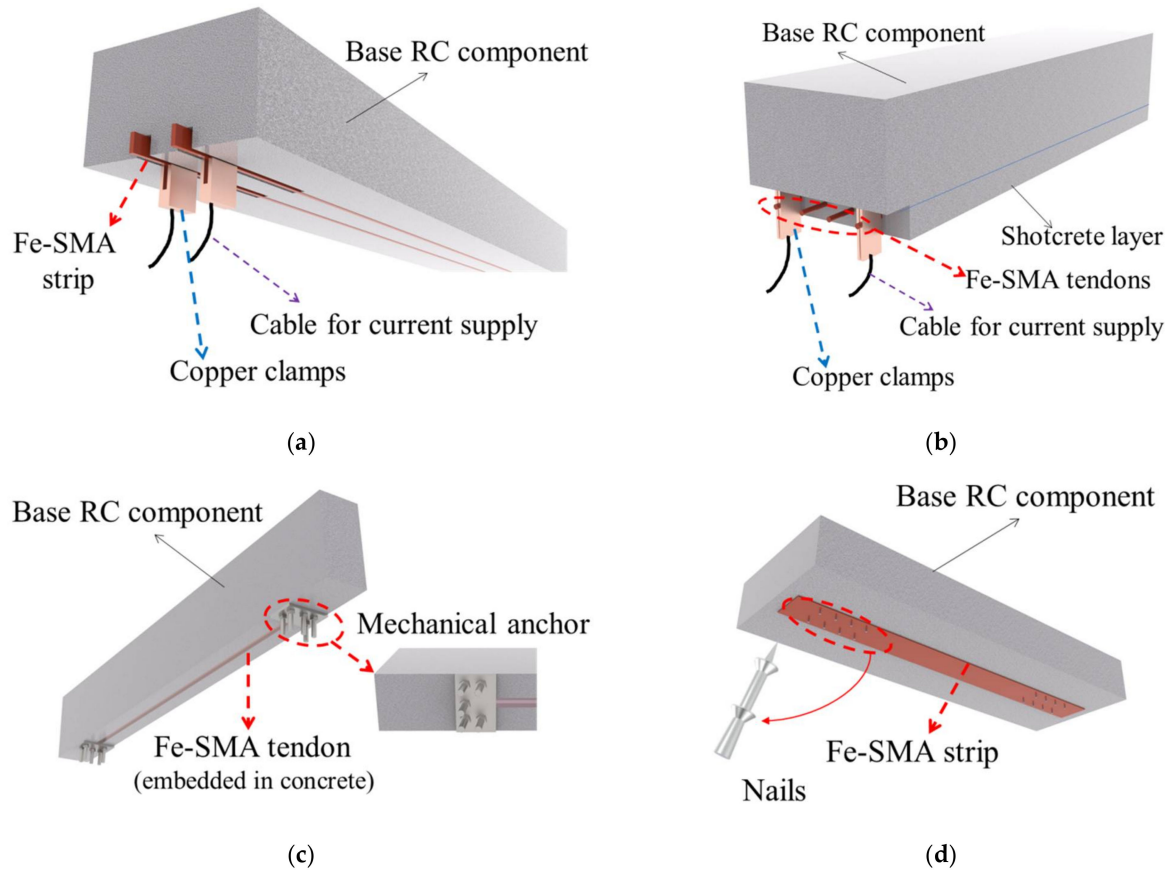 Base RC component
Fe-SMA
strip
Cable for current supply
Copper clamps
(a)
Base RC component
Shotcrete layer
Fe-SMA tendons
Cable for current supply
Copper clamps
(b)
Base RC component
Mechanical anchor
Fe-SMA tendon
(embedded in concrete)
(c)
Base RC component
Fe-SMA strip
Nails
(d)